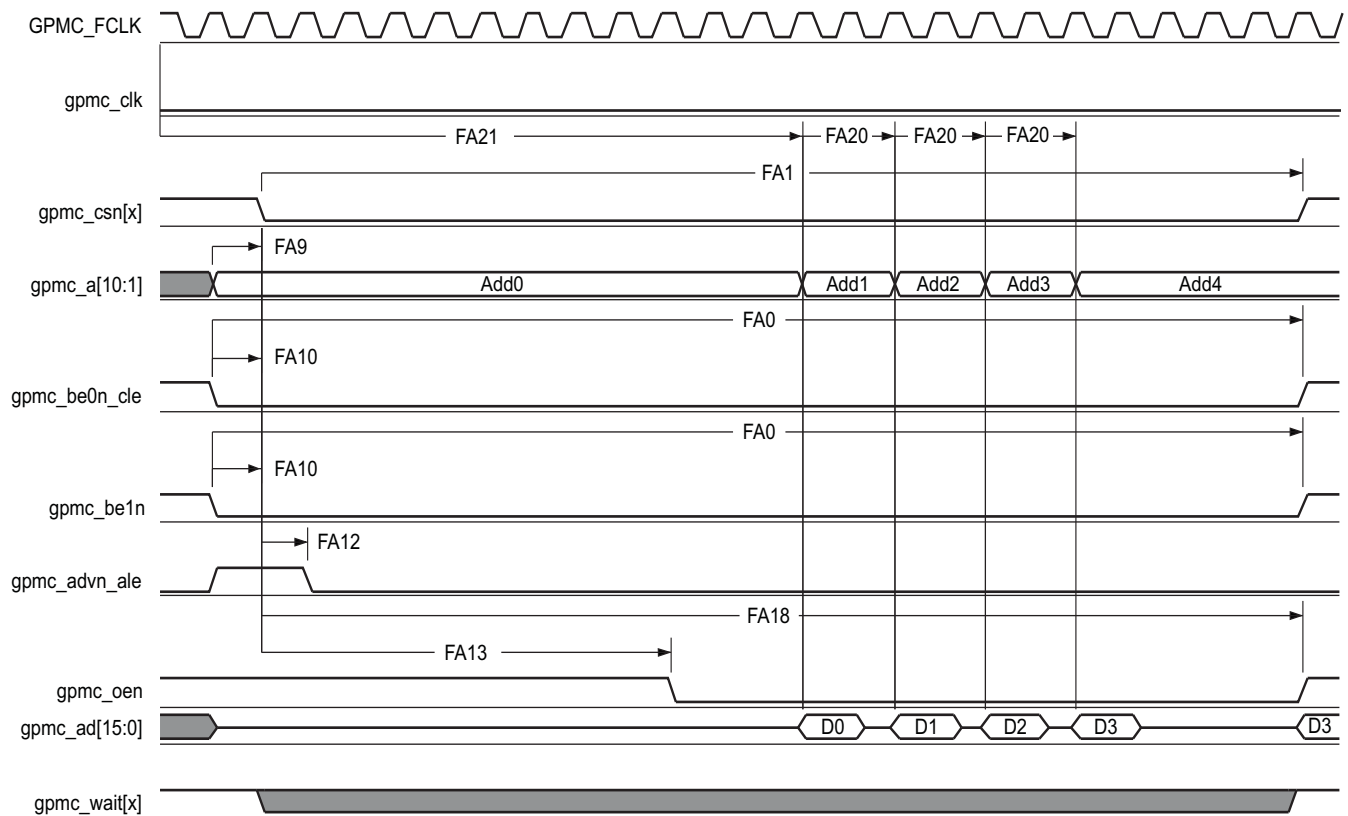 GPMC_FCLK
gpmc_clk
FA21 FA20 FA20 FA20
FA1
gpmc_csn[x]
FA9
gpmc_a[10:1] Add0 Add1 Add2 Add3 Add4
FA0
FA10
gpmc_be0n_cle
FA0
FA10
gpmc_be1n
FA12
gpmc_advn_ale
FA18
FA13
gpmc_oen
gpmc_ad[15:0] D0 D1 D2 D3 D3
gpmc_wait[x]